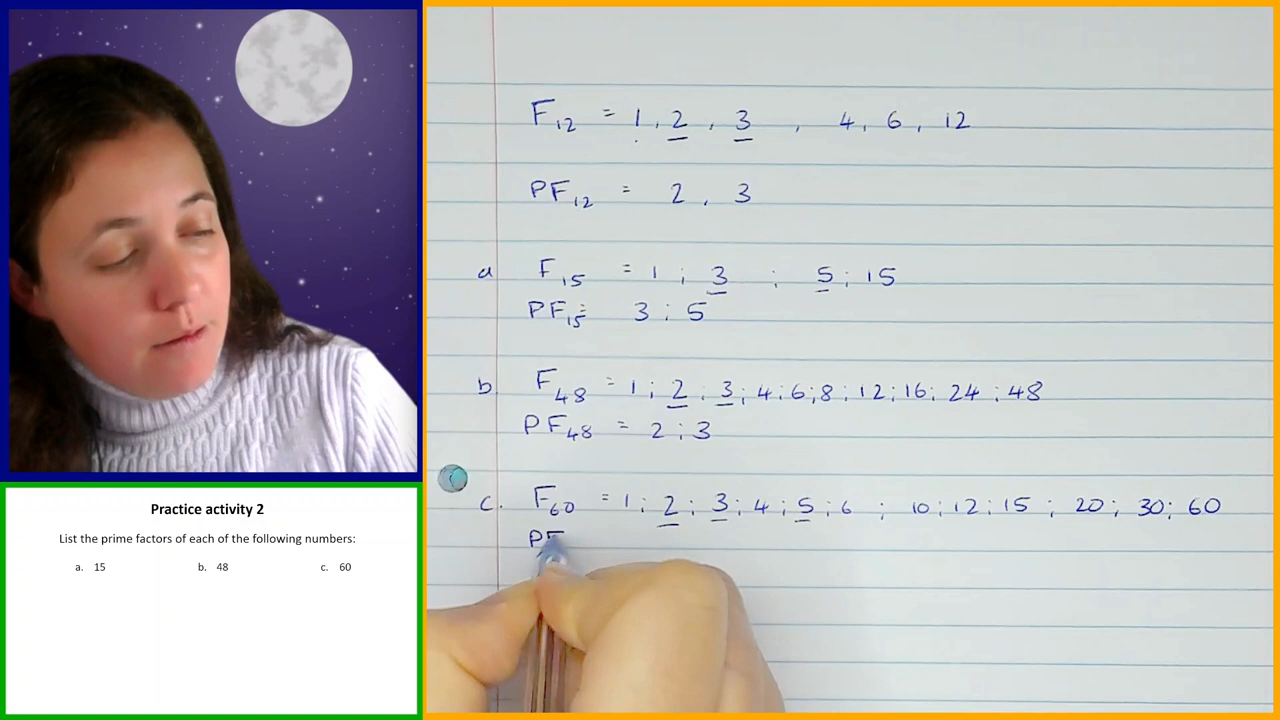 F12 = 1, 2, 3, 4, 6, 12
PF12 = 2, 3
a F15 = 1; 3; 5; 15
PF15 = 3; 5
b. F48 = 1; 2; 3; 4; 6; 8; 12; 16; 24; 48
PF48 = 2; 3
c. F60 = 1; 2; 3; 4; 5; 6; 10; 12; 15; 20; 30; 60
PF
Practice activity 2
List the prime factors of each of the following numbers:
a. 15 b. 48 c. 60